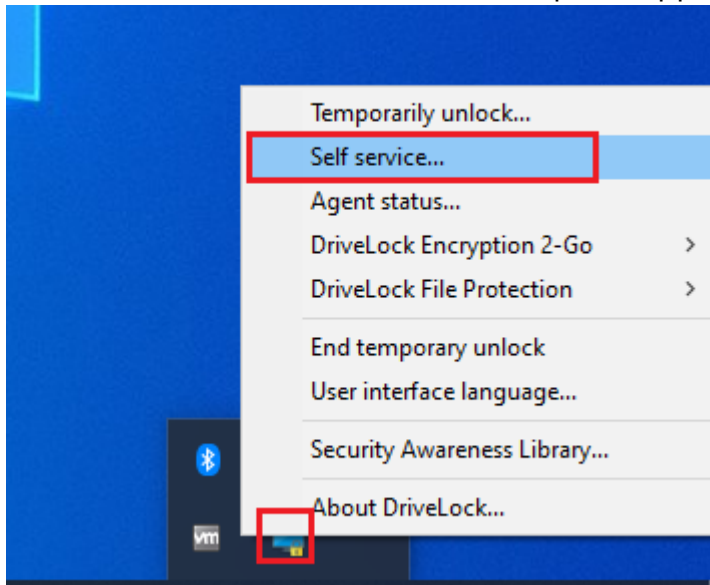 Temporarily unlock...
Self service...
Agent status...
DriveLock Encryption 2-Go
DriveLock File Protection
End temporary unlock
User interface language...
Security Awareness Library...
About DriveLock...
vm